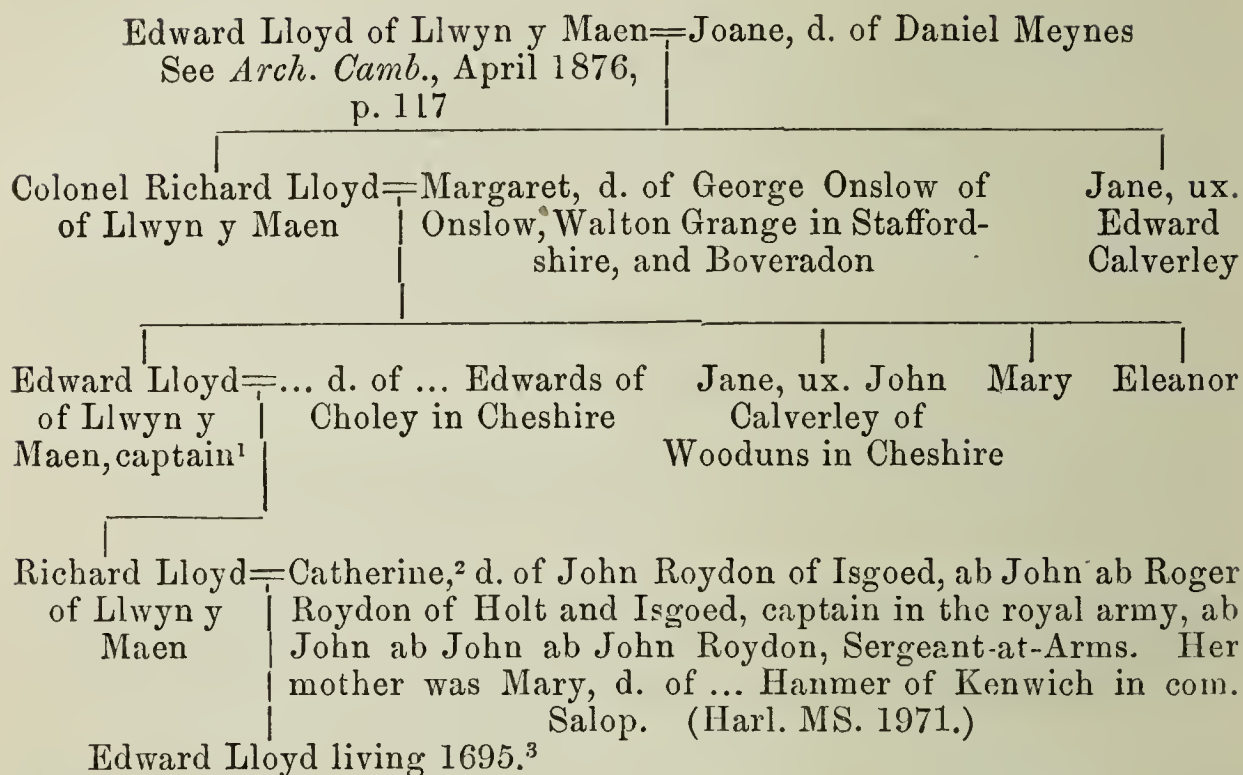 Edward Lloyd of Llwyn y Maen=Joane, d. of Daniel Meynes
See Arch. Camb., April 1876,
p. 117
Colonel Richard Lloyd=Margaret, d. of George Onslow of
of Llwyn y Maen
Onslow, Walton Grange in Stafford-
shire, and Boveradon
Jane, ux.
Edward
Calverley
Edward Lloyd=... d. of ... Edwards of
of Llwyn y
Maen, captain¹
Choley in Cheshire
Jane, ux. John
Calverley of
Wooduns in Cheshire
Mary
Eleanor
Richard Lloyd=Catherine,² d. of John Roydon of Isgoed, ab John ab Roger
of Llwyn y
Maen
Roydon of Holt and Isgoed, captain in the royal army, ab
John ab John ab John Roydon, Sergeant-at-Arms. Her
mother was Mary, d. of ... Hanmer of Kenwich in com.
Salop. (Harl. MS. 1971.)
Edward Lloyd living 1695.³